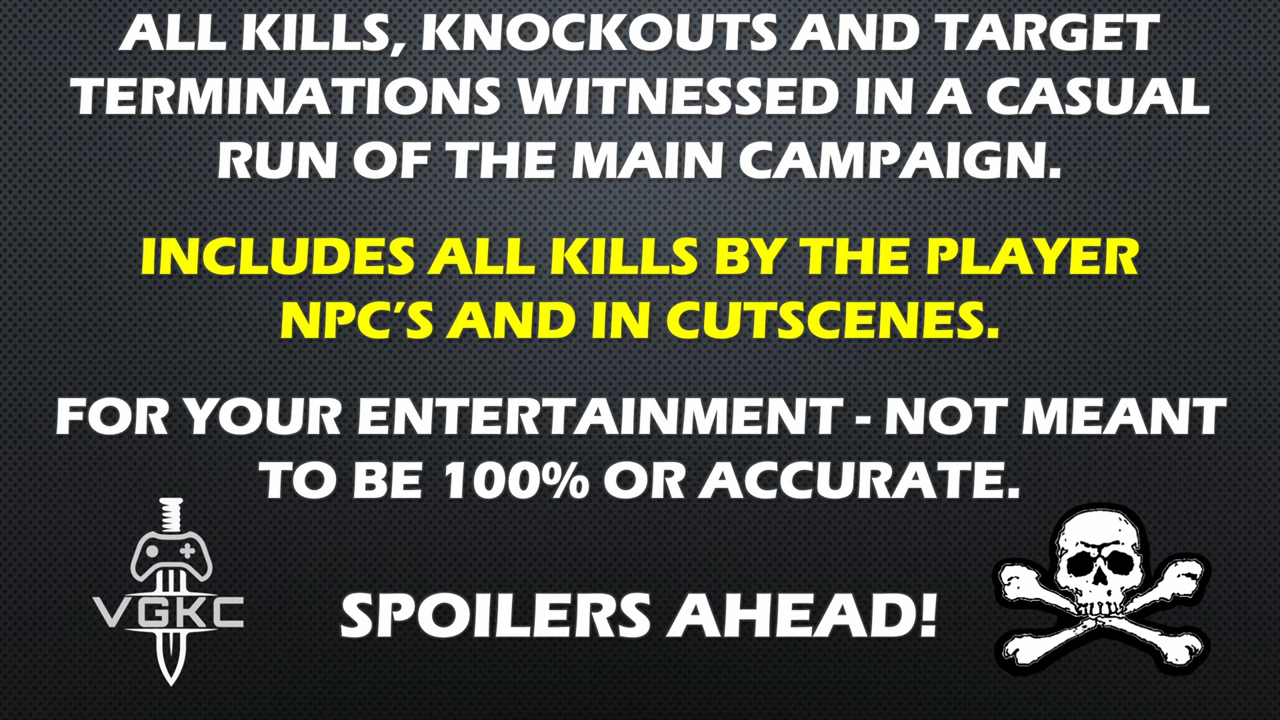 ALL KILLS, KNOCKOUTS AND TARGET
TERMINATIONS WITNESSED IN A CASUAL
RUN OF THE MAIN CAMPAIGN.
INCLUDES ALL KILLS BY THE PLAYER
NPC'S AND IN CUTSCENES.
FOR YOUR ENTERTAINMENT - NOT MEANT
TO BE 100% OR ACCURATE.
VGKC
SPOILERS AHEAD!